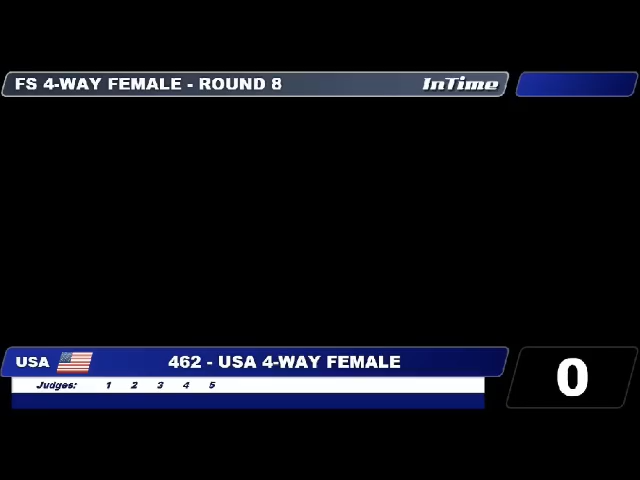 FS 4-WAY FEMALE - ROUND 8 InTime
USA 462 - USA 4-WAY FEMALE
0
Judges: 1 2 3 4 5